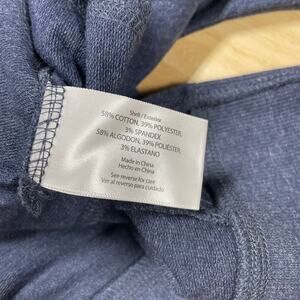 Shell / Exterior
58% COTTON, 39% POLYESTER,
3% SPANDEX
58% ALGODON, 39% POLIÉSTER,
3% ELASTANO
Made in China
Hecho en China
See reverse for care
Ver al reverso para cuidado